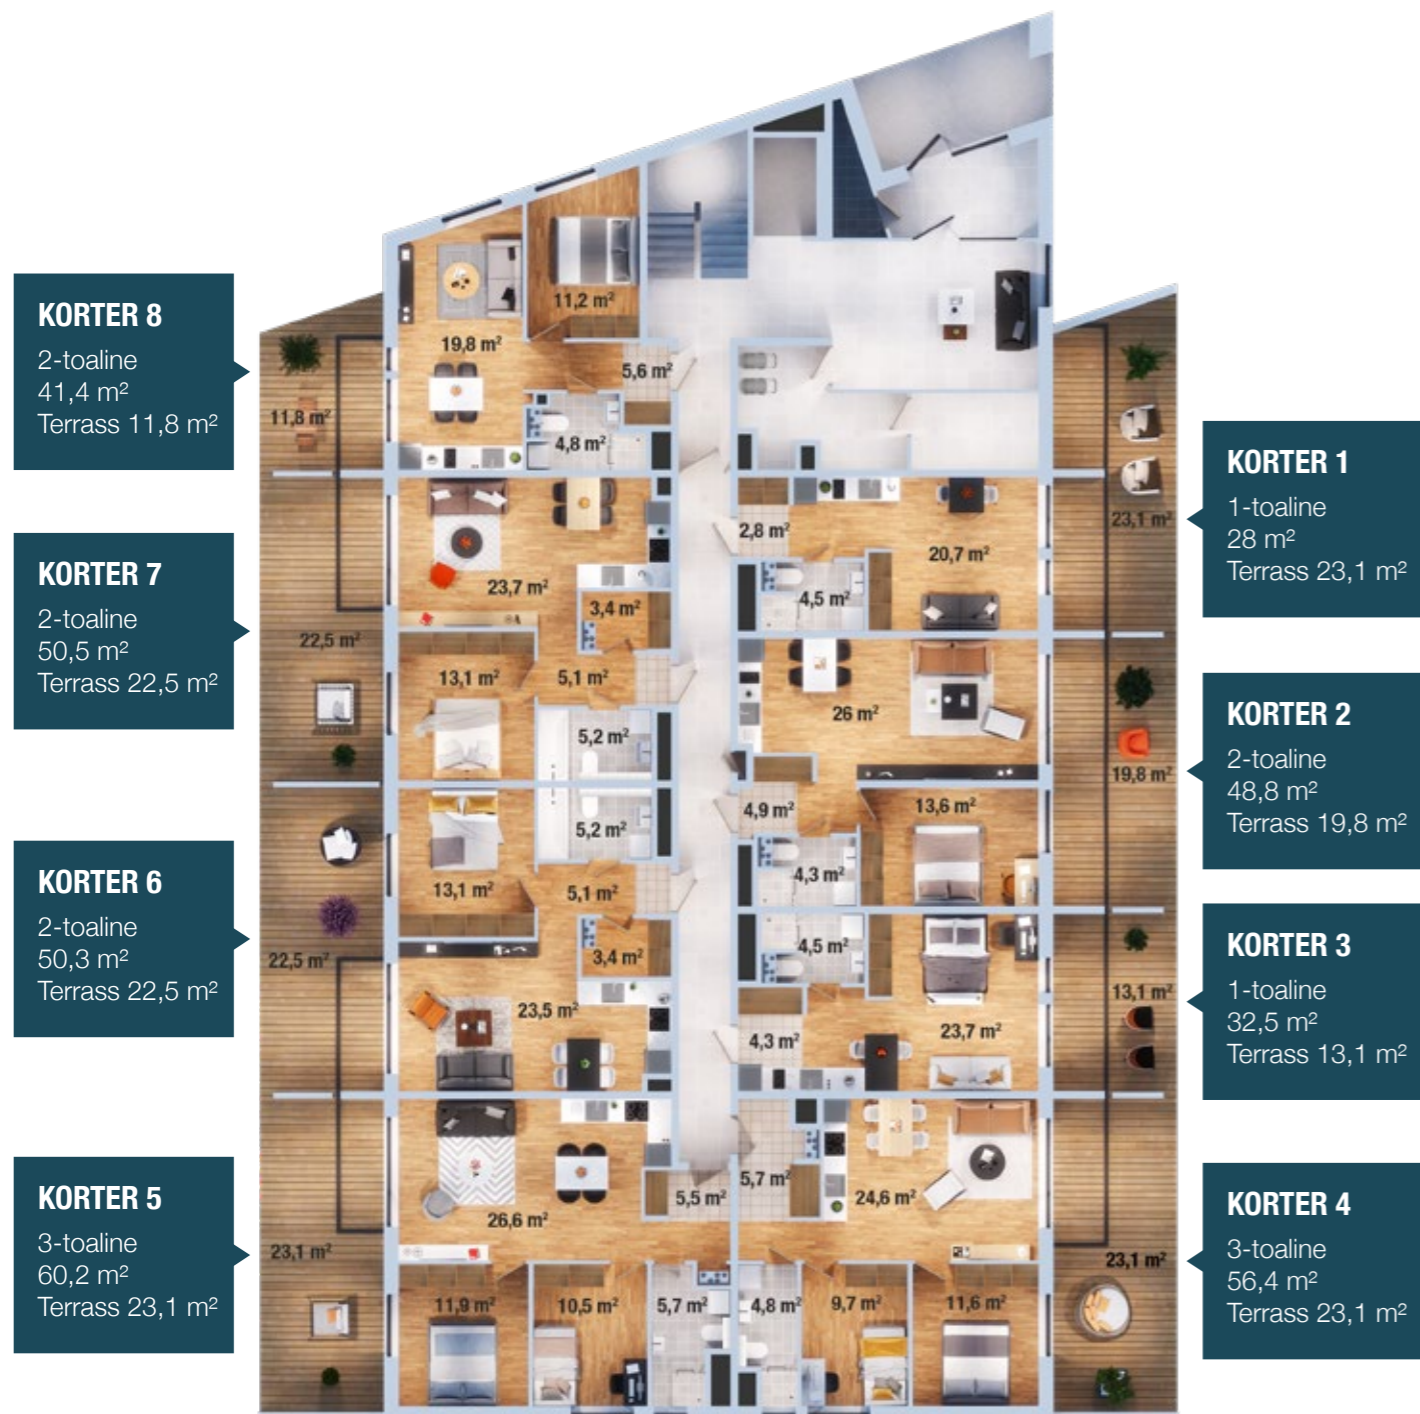 KORTER 8
2-toaline
41,4 m²
Terrass 11,8 m²
KORTER 7
2-toaline
50,5 m²
Terrass 22,5 m²
KORTER 6
2-toaline
50,3 m²
Terrass 22,5 m²
KORTER 5
3-toaline
60,2 m²
Terrass 23,1 m²
11,2 m²
19,8 m²
5,6 m²
11,8 m²
4,8 m²
23,7 m²
3,4 m²
22,5 m²
13,1 m²
5,1 m²
5,2 m²
5,2 m²
13,1 m²
5,1 m²
3,4 m²
22,5 m²
23,5 m²
5,5 m²
26,6 m²
23,1 m²
11,9 m²
10,5 m²
5,7 m²
2,8 m²
20,7 m²
23,1 m²
4,5 m²
26 m²
19,8 m²
4,9 m²
13,6 m²
4,3 m²
4,5 m²
13,1 m²
4,3 m²
23,7 m²
5,7 m²
24,6 m²
23,1 m²
4,8 m²
9,7 m²
11,6 m²
KORTER 1
1-toaline
28 m²
Terrass 23,1 m²
KORTER 2
2-toaline
48,8 m²
Terrass 19,8 m²
KORTER 3
1-toaline
32,5 m²
Terrass 13,1 m²
KORTER 4
3-toaline
56,4 m²
Terrass 23,1 m²